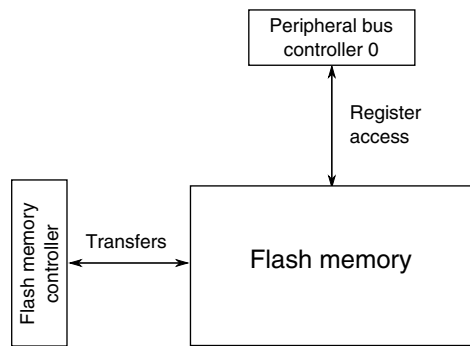 Peripheral bus
controller 0
Register
access
Flash memory
controller
Transfers
Flash memory